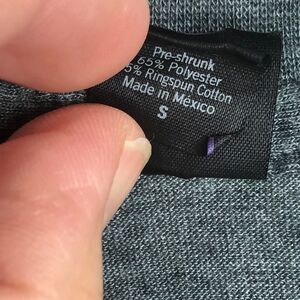 Pre-shrunk
65% Polyester
5% Ringspun Cotton
Made in México
S